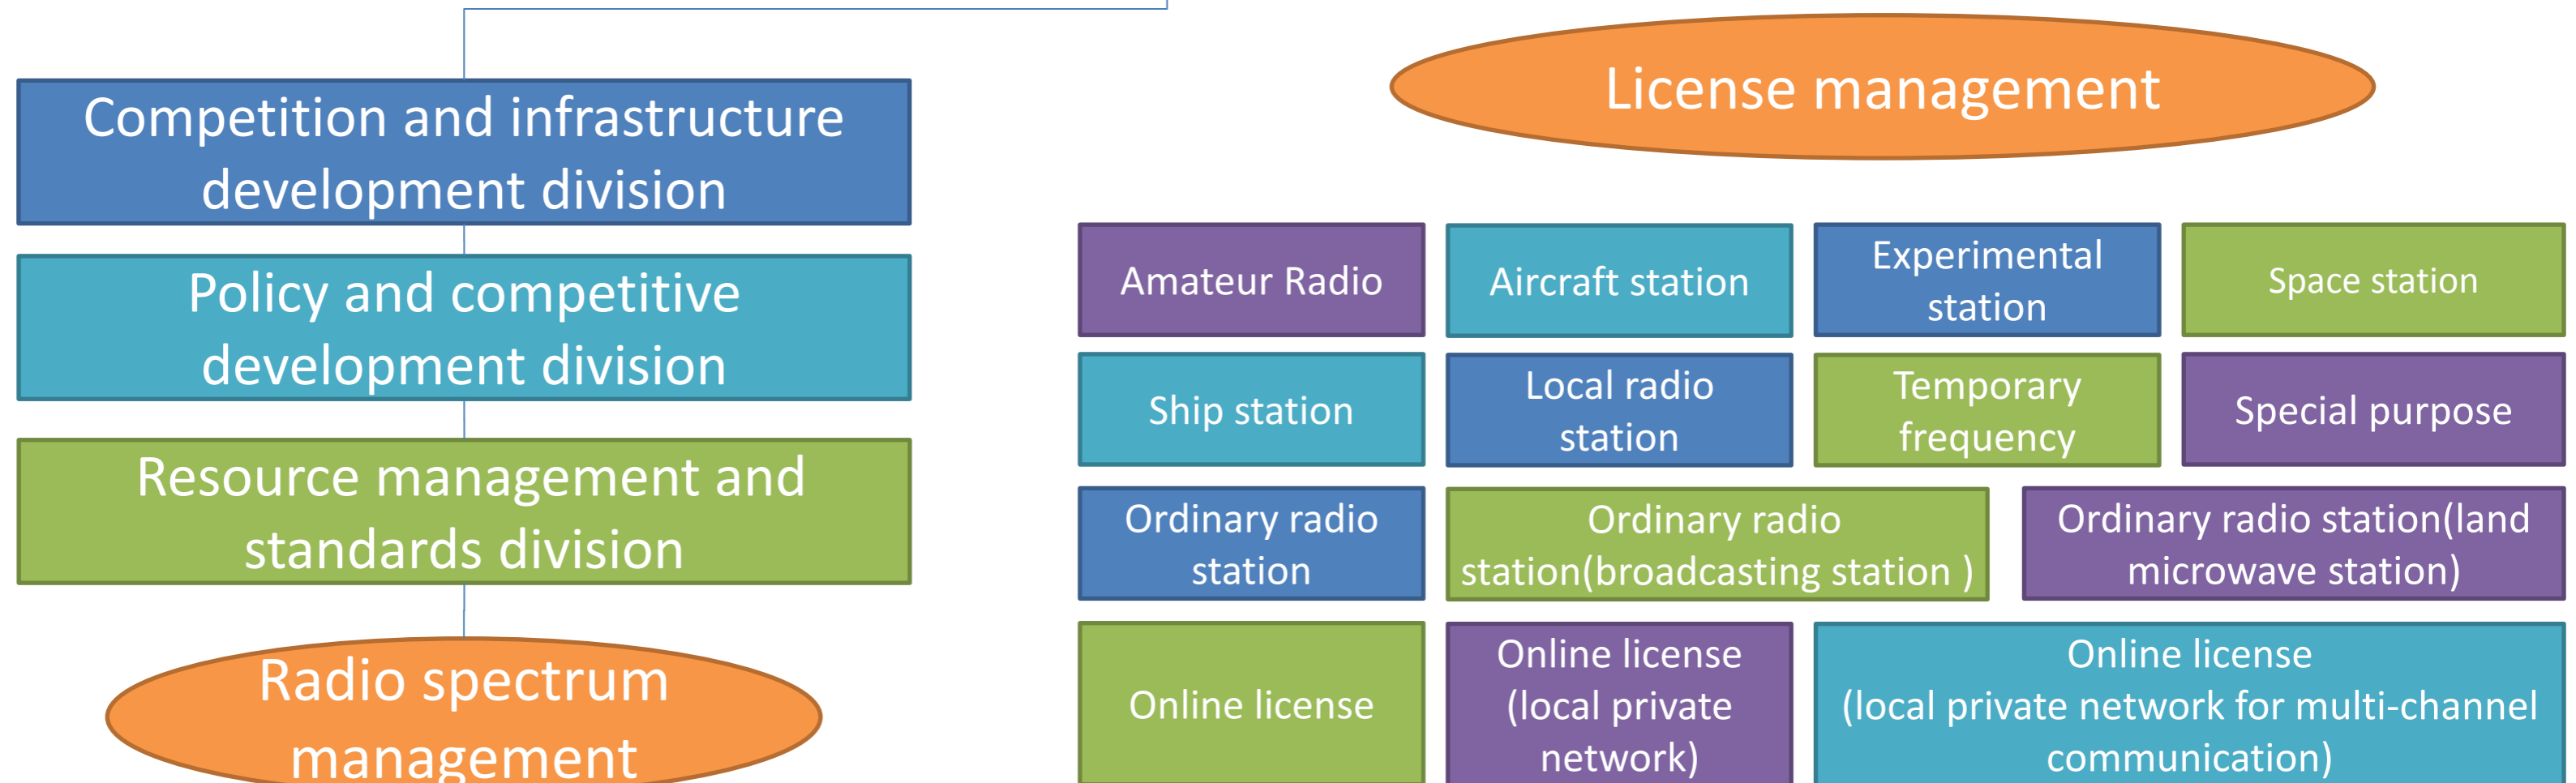 Competition and infrastructure
development division
Policy and competitive
development division
Resource management and
standards division
Radio spectrum
management
License management
Amateur Radio
Aircraft station
Experimental
station
Space station
Ship station
Local radio
station
Temporary
frequency
Special purpose
Ordinary radio
station
Ordinary radio
station(broadcasting station )
Ordinary radio station(land
microwave station)
Online license
Online license
(local private
network)
Online license
(local private network for multi-channel
communication)